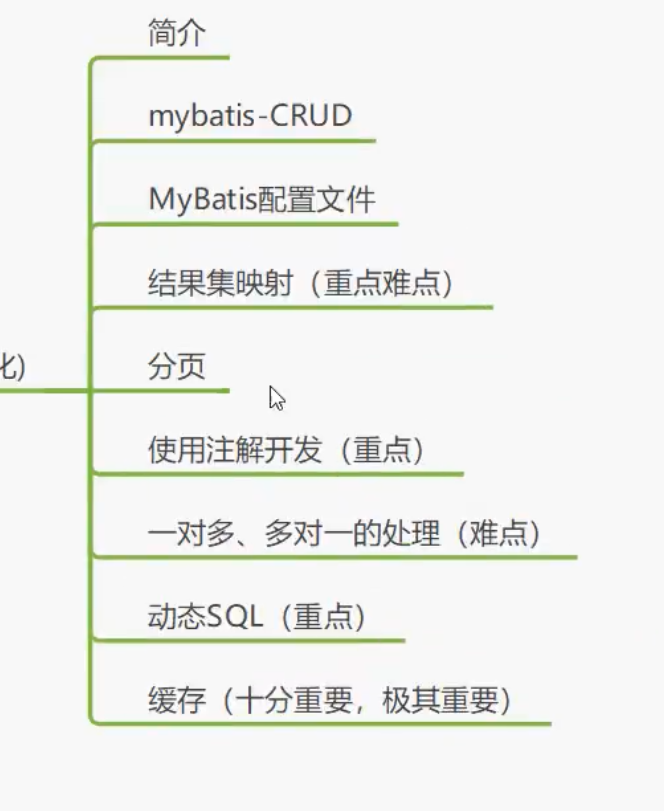 简介
mybatis-CRUD
MyBatis配置文件
结果集映射（重点难点）
化)
分页
使用注解开发（重点）
一对多、多对一的处理（难点）
动态SQL（重点）
缓存（十分重要，极其重要）